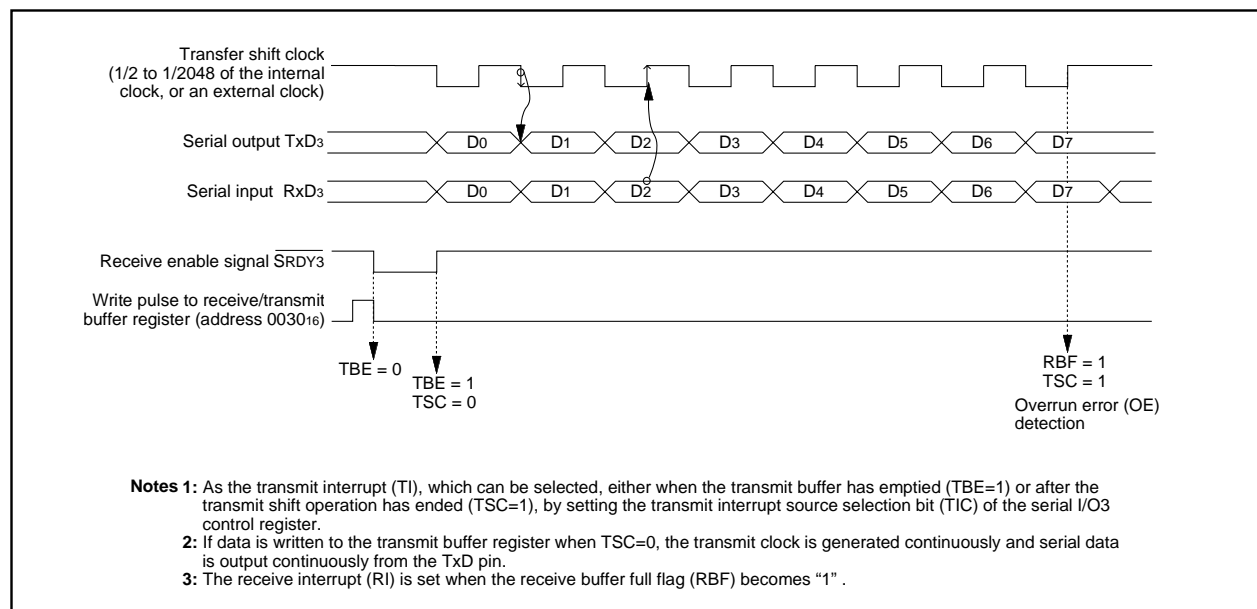 Transfer shift clock
(1/2 to 1/2048 of the internal
clock, or an external clock)
Serial output TxD3
D0 D1 D2 D3 D4 D5 D6 D7
Serial input RxD3
D0 D1 D2 D3 D4 D5 D6 D7
Receive enable signal SRDY3
Write pulse to receive/transmit
buffer register (address 003016)
TBE = 0
TBE = 1
TSC = 0
RBF = 1
TSC = 1
Overrun error (OE)
detection
Notes 1: As the transmit interrupt (TI), which can be selected, either when the transmit buffer has emptied (TBE=1) or after the
transmit shift operation has ended (TSC=1), by setting the transmit interrupt source selection bit (TIC) of the serial I/O3
control register.
2: If data is written to the transmit buffer register when TSC=0, the transmit clock is generated continuously and serial data
is output continuously from the TxD pin.
3: The receive interrupt (RI) is set when the receive buffer full flag (RBF) becomes “1” .